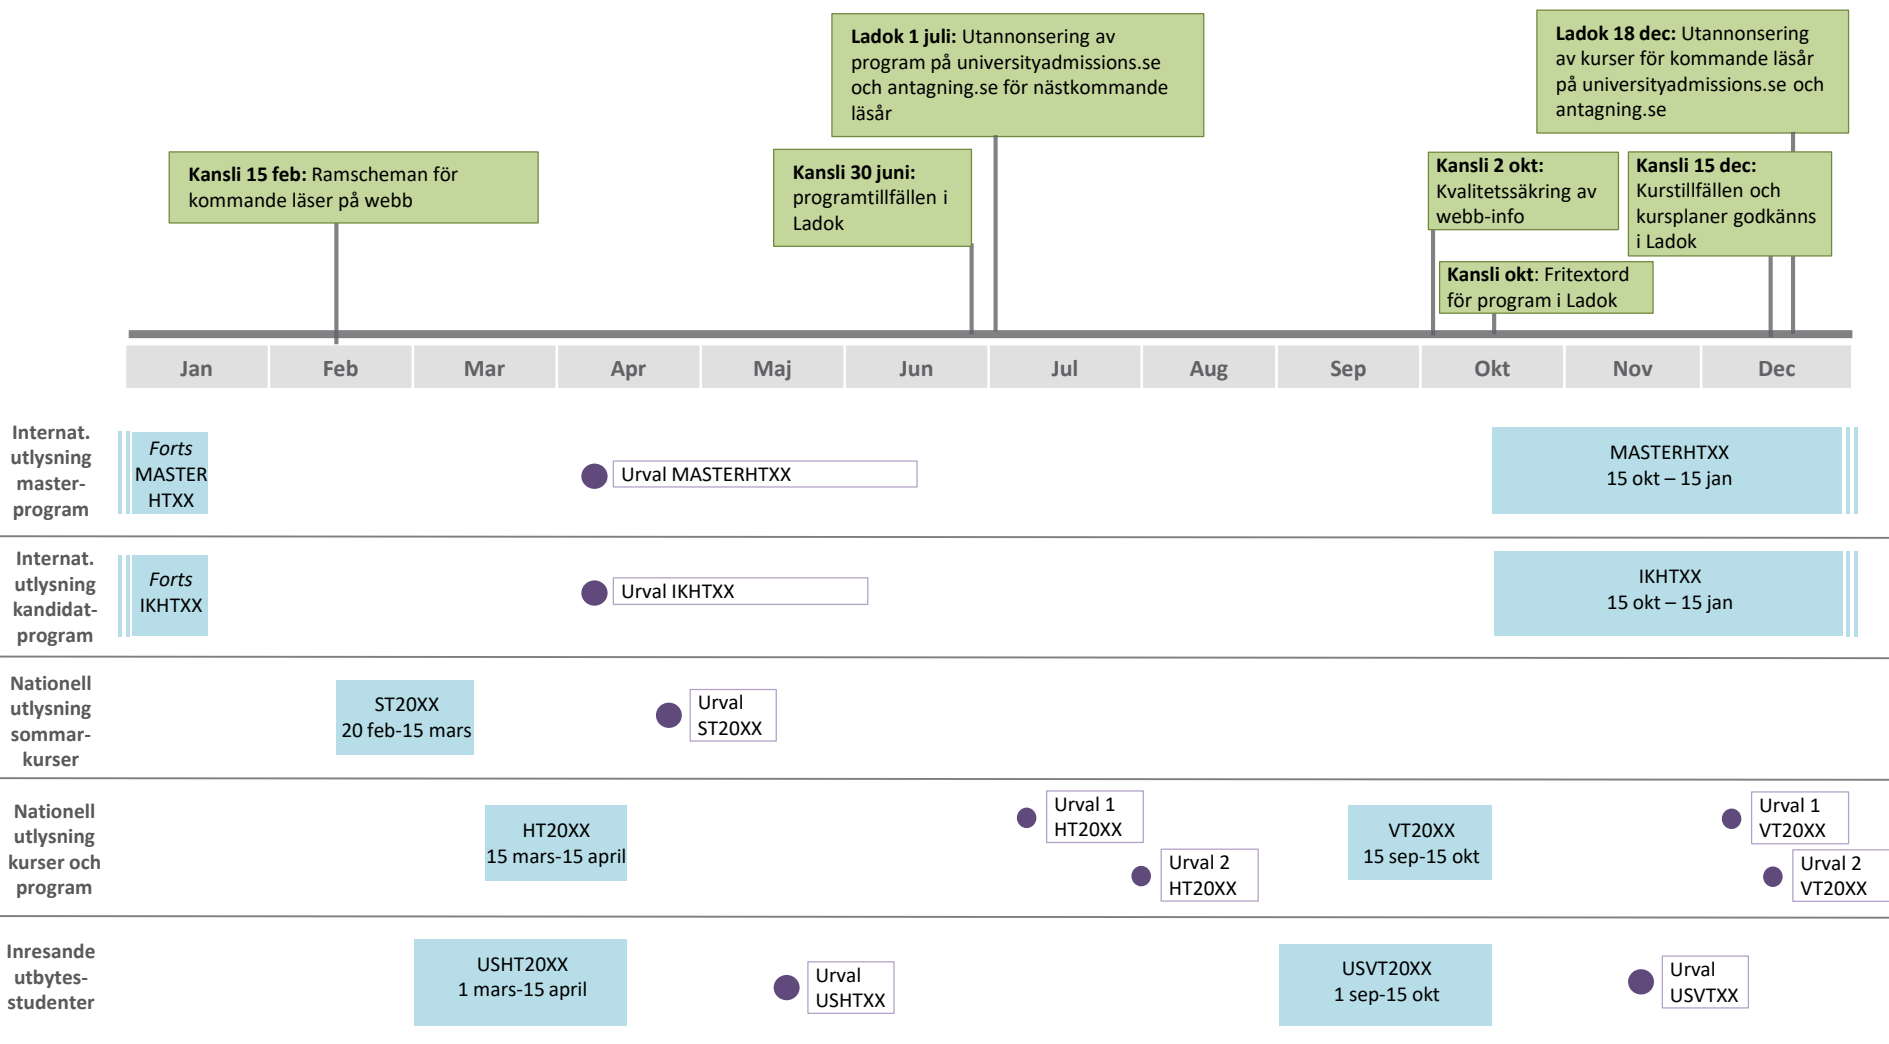 Ladok 1 juli: Utannonsering av
program på universityadmissions.se
och antagning.se för nästkommande
läsår
Ladok 18 dec: Utannonsering
av kurser för kommande läsår
på universityadmissions.se och
antagning.se
Kansli 15 feb: Ramscheman för
kommande läser på webb
Kansli 30 juni:
programtillfällen i
Ladok
Kansli 2 okt:
Kvalitetssäkring av
webb-info
Kansli 15 dec:
Kurstillfällen och
kursplaner godkänns
i Ladok
Kansli okt: Fritextord
för program i Ladok
Jan Feb Mar Apr Maj Jun Jul Aug Sep Okt Nov Dec
Internat.
utlysning
master-
program
Forts
MASTER
HTXX
Urval MASTERHTXX
MASTERHTXX
15 okt – 15 jan
Internat.
utlysning
kandidat-
program
Forts
IKHTXX
Urval IKHTXX
IKHTXX
15 okt – 15 jan
Nationell
utlysning
sommar-
kurser
ST20XX
20 feb-15 mars
Urval
ST20XX
Nationell
utlysning
kurser och
program
HT20XX
15 mars-15 april
Urval 1
HT20XX
Urval 2
HT20XX
VT20XX
15 sep-15 okt
Urval 1
VT20XX
Urval 2
VT20XX
Inresande
utbytes-
studenter
USHT20XX
1 mars-15 april
Urval
USHTXX
USVT20XX
1 sep-15 okt
Urval
USVTXX